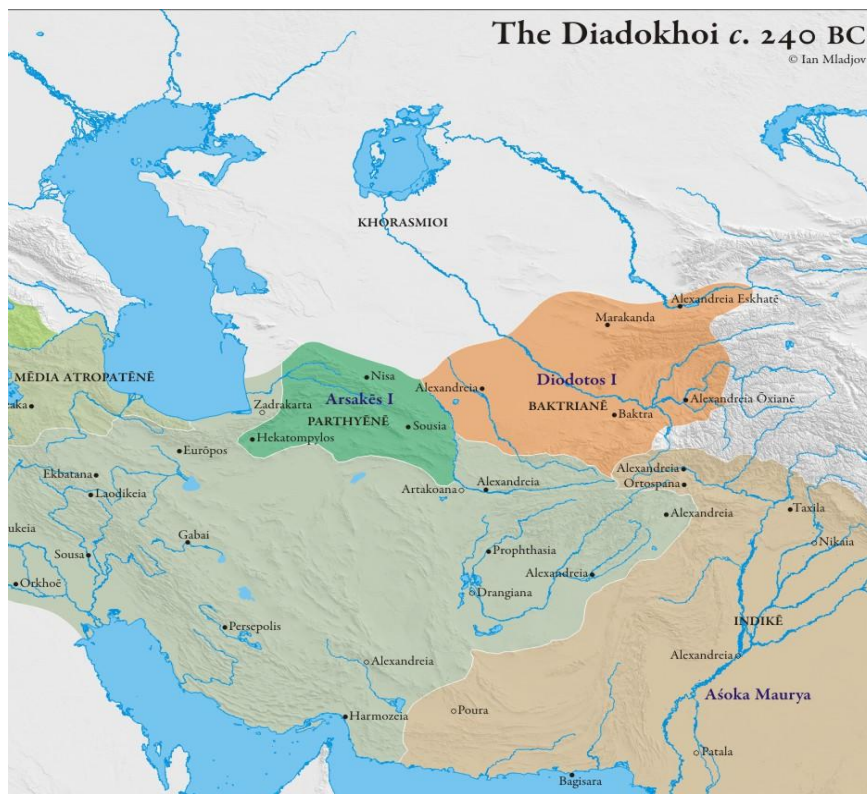 The Diadokhoi c. 240 BC
© Ian Mladjov
KHORASMIOI
Alexandreia Eskhatē
Marakanda
MĒDIA ATROPATĒNĒ
Nisa
Diodotos I
Alexandreia
Arsakēs I
BAKTRIANĒ
Alexandreia Ōxianē
Zadrakarta
PARTHYĒNĒ
Baktra
Sousia
Hekatompylos
Eurōpos
Ekbatana
Alexandreia
Laodikeia
Artakoana
Alexandreia
Ortospana
Taxila
Alexandreia
Gabai
Nikaia
Sousa
Prophthasia
Alexandreia
Orkhoē
Drangiana
Persepolis
INDIKĒ
Alexandreia
Alexandreia
Aśoka Maurya
Poura
Harmozeia
Patala
Bagisara